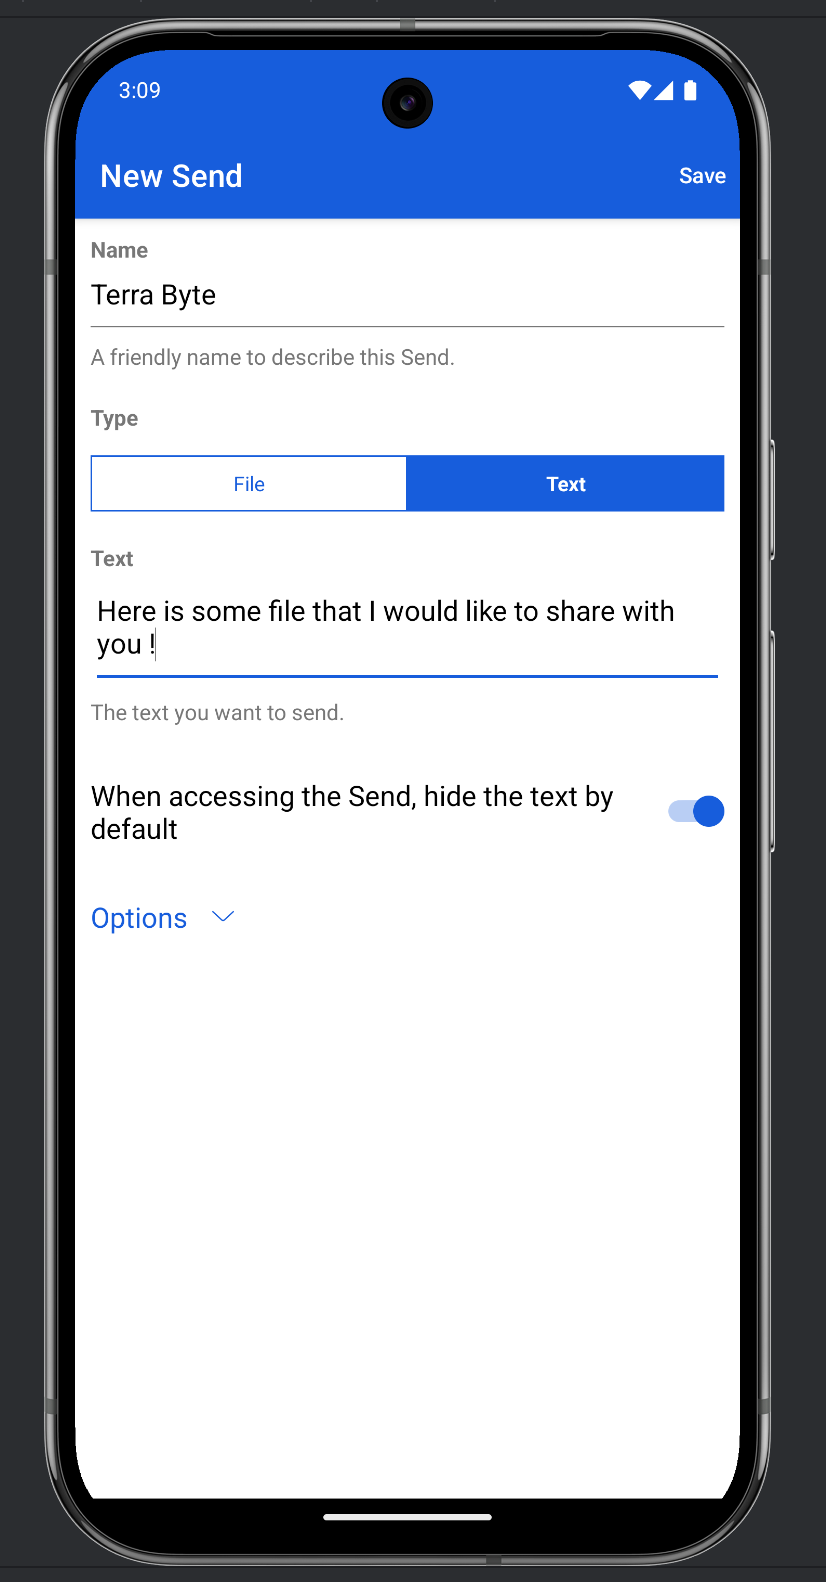 3:09
New Send
Save
Name
Terra Byte
A friendly name to describe this Send.
Type
File
Text
Text
Here is some file that I would like to share with
you !
The text you want to send.
When accessing the Send, hide the text by
default
Options